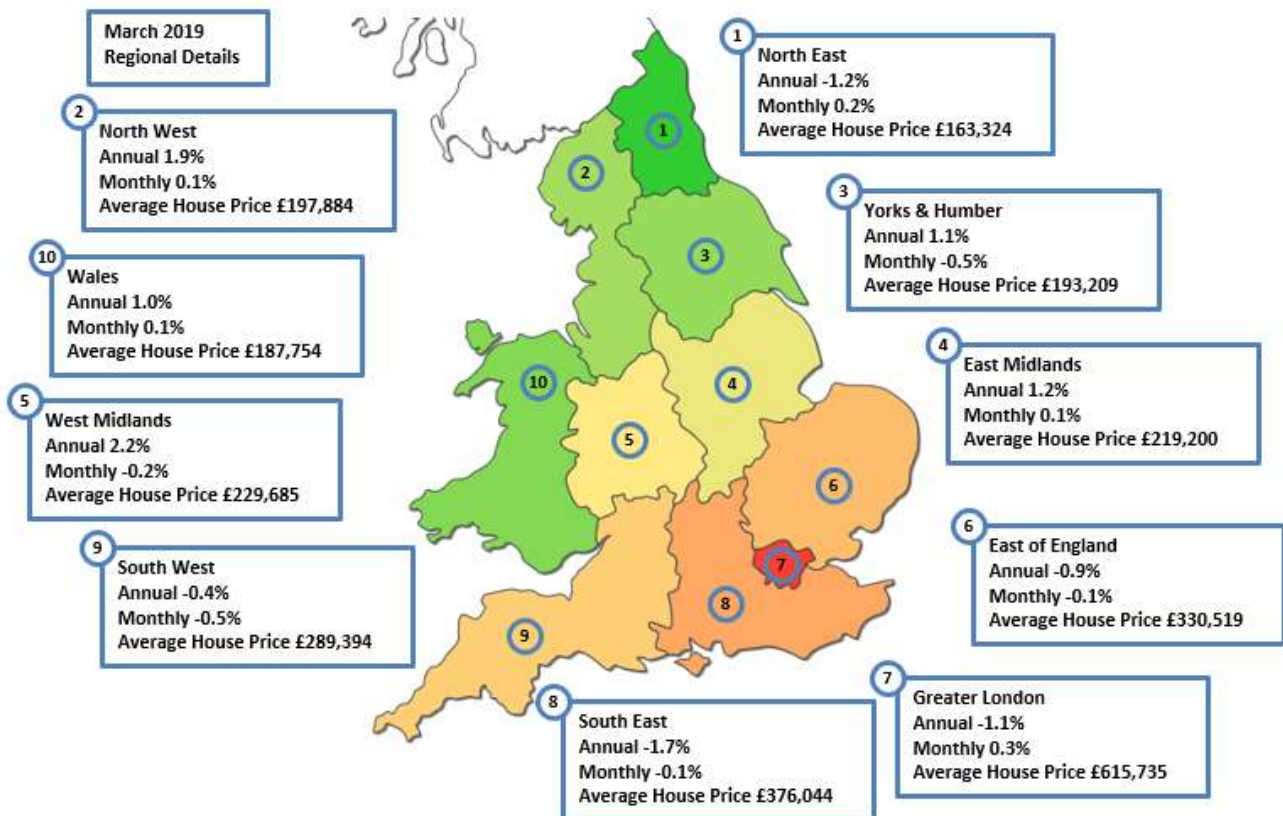 March 2019
Regional Details
1
North East
Annual -1.2%
Monthly 0.2%
Average House Price £163,324
2
North West
Annual 1.9%
Monthly 0.1%
Average House Price £197,884
3
Yorks & Humber
Annual 1.1%
Monthly -0.5%
Average House Price £193,209
10
Wales
Annual 1.0%
Monthly 0.1%
Average House Price £187,754
4
East Midlands
Annual 1.2%
Monthly 0.1%
Average House Price £219,200
5
West Midlands
Annual 2.2%
Monthly -0.2%
Average House Price £229,685
6
East of England
Annual -0.9%
Monthly -0.1%
Average House Price £330,519
9
South West
Annual -0.4%
Monthly -0.5%
Average House Price £289,394
7
Greater London
Annual -1.1%
Monthly 0.3%
Average House Price £615,735
8
South East
Annual -1.7%
Monthly -0.1%
Average House Price £376,044
1
2
3
10
4
5
6
7
8
9